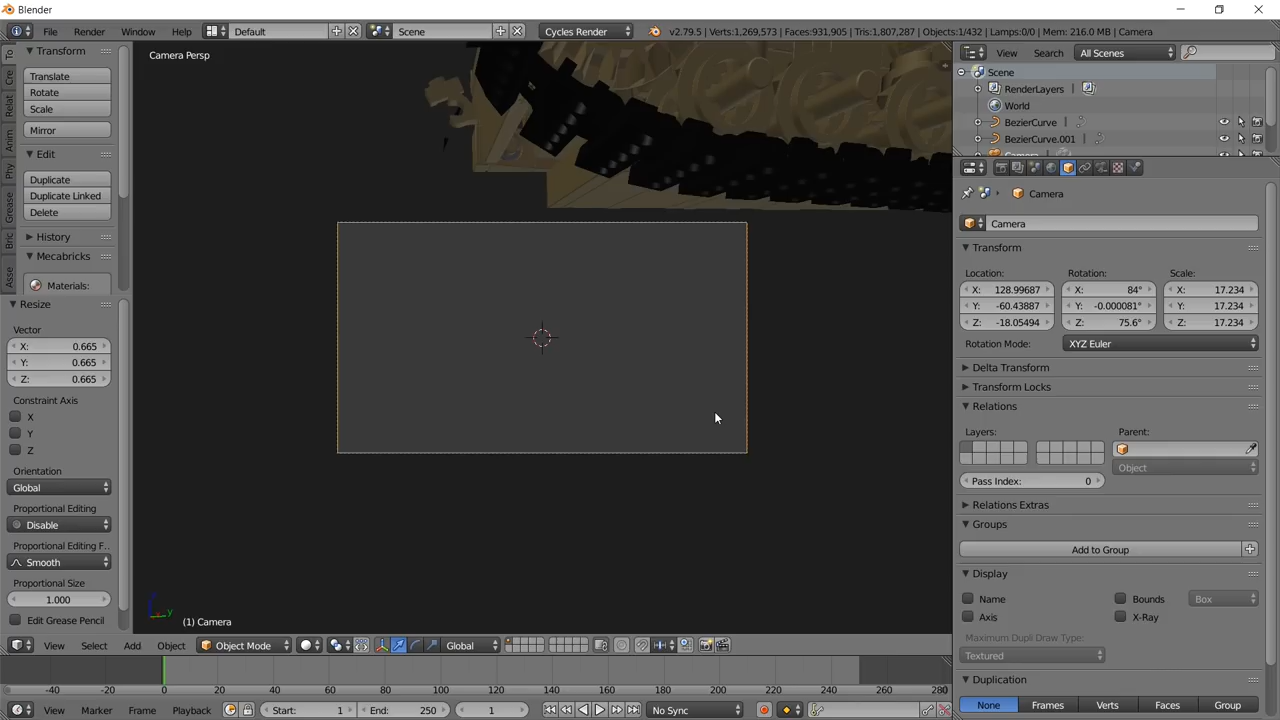 Blender
File Render Window Help Default Scene Cycles Render v2.79.5 | Verts:1,269,573 | Faces:931,905 | Tris:1,807,287 | Objects:1/432 | Lamps:0/0 | Mem: 216.0 MB | Camera
View Search All Scenes
Camera Persp
To
Cre
Relat
Anim
Phy
Grease
Bric
Asse
Transform
Translate
Rotate
Scale
Mirror
Edit
Duplicate
Duplicate Linked
Delete
History
Mecabricks
Materials:
Resize
Vector
X: 0.665
Y: 0.665
Z: 0.665
Constraint Axis
X
Y
Z
Orientation
Global
Proportional Editing
Disable
Proportional Editing F..
Smooth
Proportional Size
1.000
Edit Grease Pencil
Scene
RenderLayers
World
BezierCurve
BezierCurve.001
Camera
Camera
Camera
Transform
Location: Rotation: Scale:
X: 128.99687 X: 84° X: 17.234
Y: -60.43887 Y: -0.000081° Y: 17.234
Z: -18.05494 Z: 75.6° Z: 17.234
Rotation Mode: XYZ Euler
Delta Transform
Transform Locks
Relations
Layers: Parent:
Object
Pass Index: 0
Relations Extras
Groups
Add to Group
Display
Name Bounds Box
Axis X-Ray
Maximum Dupli Draw Type:
Textured
Duplication
None Frames Verts Faces Group
z
y
(1) Camera
View Select Add Object Object Mode Global
-40 -20 0 20 40 60 80 100 120 140 160 180 200 220 240 260 280
View Marker Frame Playback Start: 1 End: 250 1 No Sync